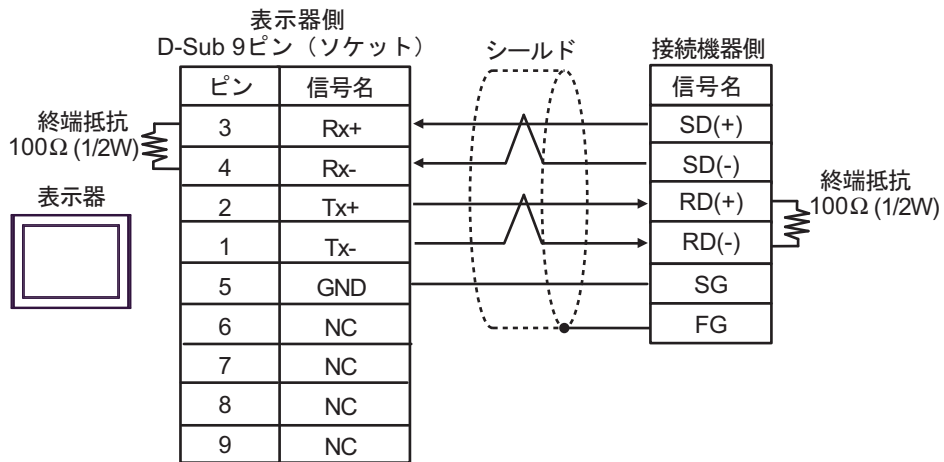 表示器側
D-Sub 9ピン（ソケット）
シールド
接続機器側
ピン 信号名
信号名
終端抵抗
100Ω (1/2W)
3 Rx+
SD(+)
4 Rx-
SD(-)
表示器
2 Tx+
RD(+)
終端抵抗
100Ω (1/2W)
1 Tx-
RD(-)
5 GND
SG
6 NC
FG
7 NC
8 NC
9 NC